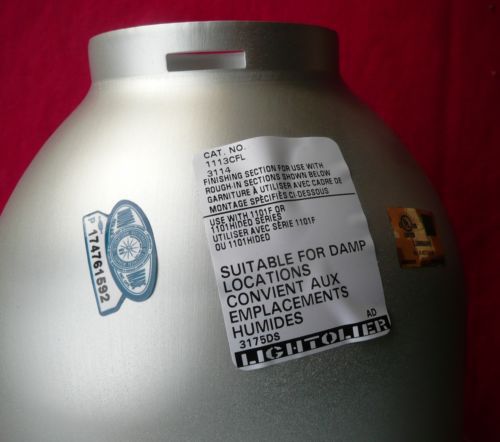 CAT. NO.
1113CFL
3114
FINISHING SECTION FOR USE WITH
ROUGH-IN SECTIONS SHOWN BELOW
GARNITURE À UTILISER AVEC CADRE DE
MONTAGE SPÉCIFIÉS CI-DESSOUS
USE WITH 1101F OR
1101HIDED SERIES
UTILISER AVEC SÉRIE 1101F
OU 1101HIDED
SUITABLE FOR DAMP
LOCATIONS
CONVIENT AUX
EMPLACEMENTS
HUMIDES
3175DS AD
LIGHTOLIER
P 174761592